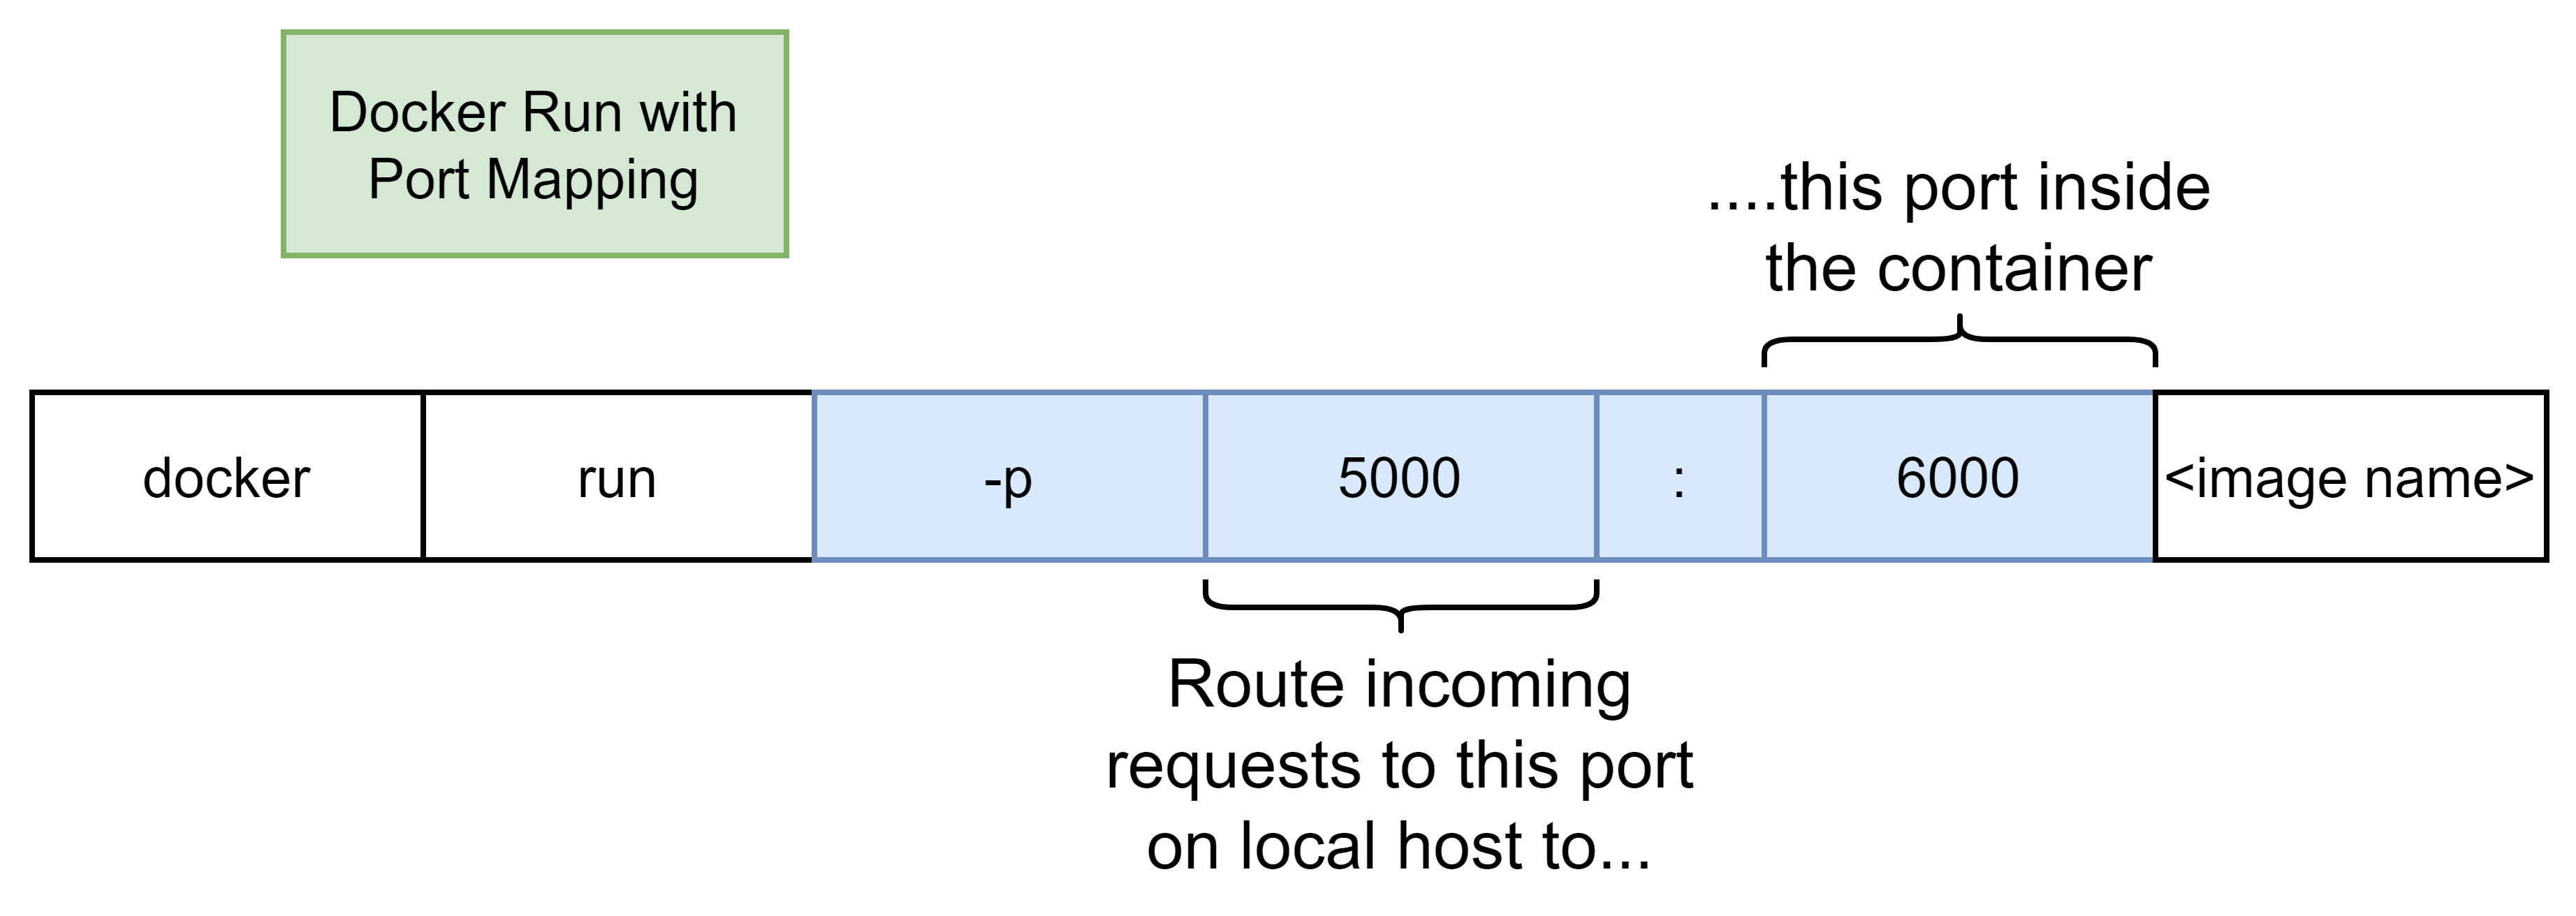 Docker Run with
Port Mapping
....this port inside
the container
docker run -p 5000 : 6000 <image name>
Route incoming
requests to this port
on local host to...